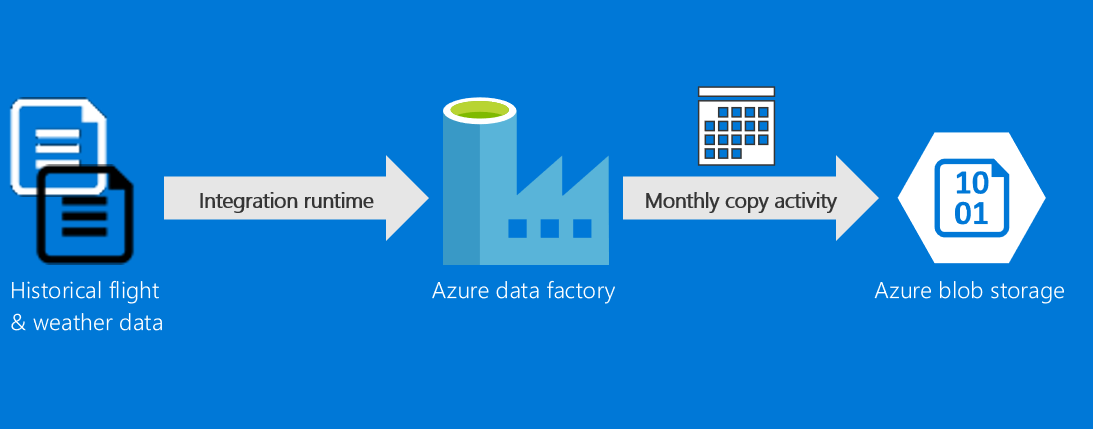 Integration runtime
Monthly copy activity
10
01
Historical flight
& weather data
Azure data factory
Azure blob storage